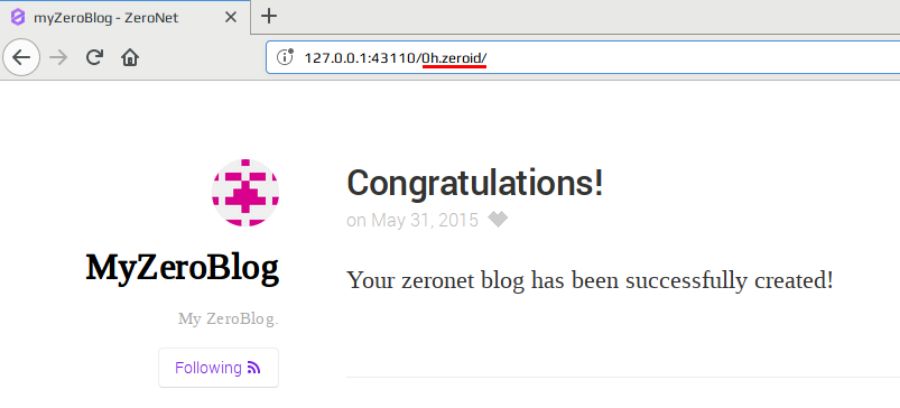 myZeroBlog - ZeroNet
127.0.0.1:43110/0h.zeroid/
Congratulations!
on May 31, 2015
MyZeroBlog
Your zeronet blog has been successfully created!
My ZeroBlog.
Following